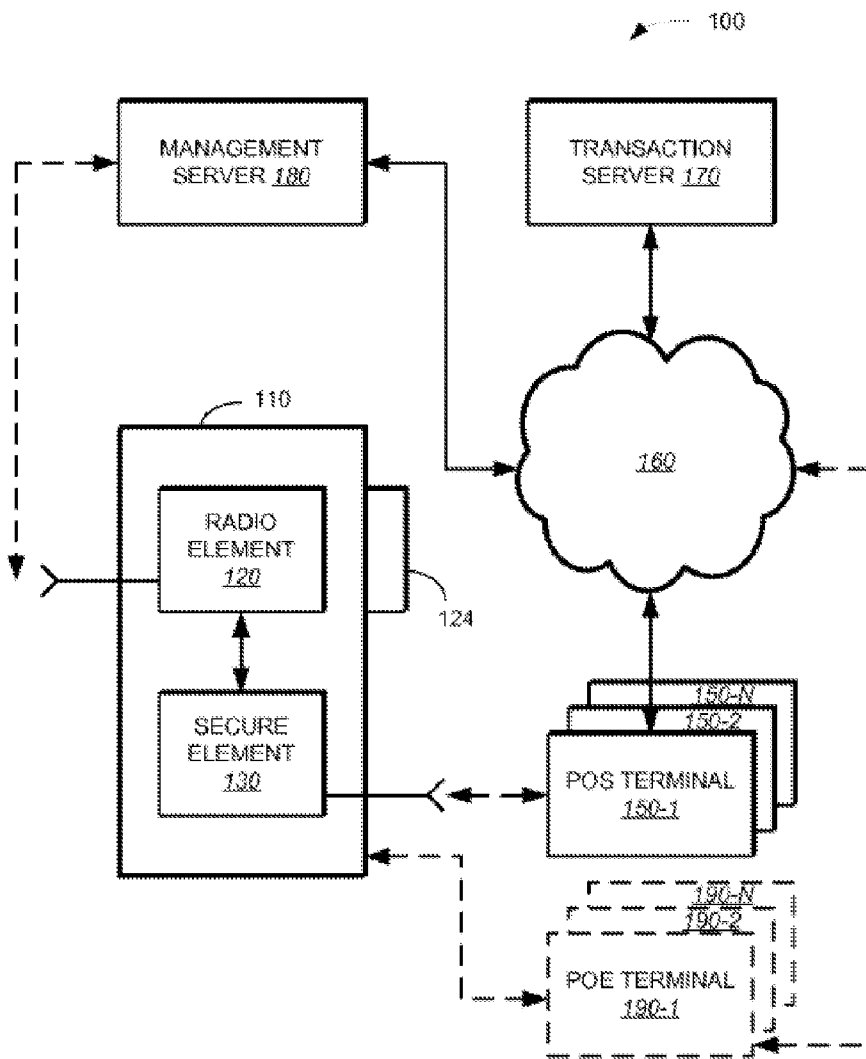 100
MANAGEMENT
SERVER 180
TRANSACTION
SERVER 170
110
160
RADIO
ELEMENT
120
124
SECURE
ELEMENT
130
150-N
150-2
POS TERMINAL
150-1
190-N
190-2
POE TERMINAL
190-1